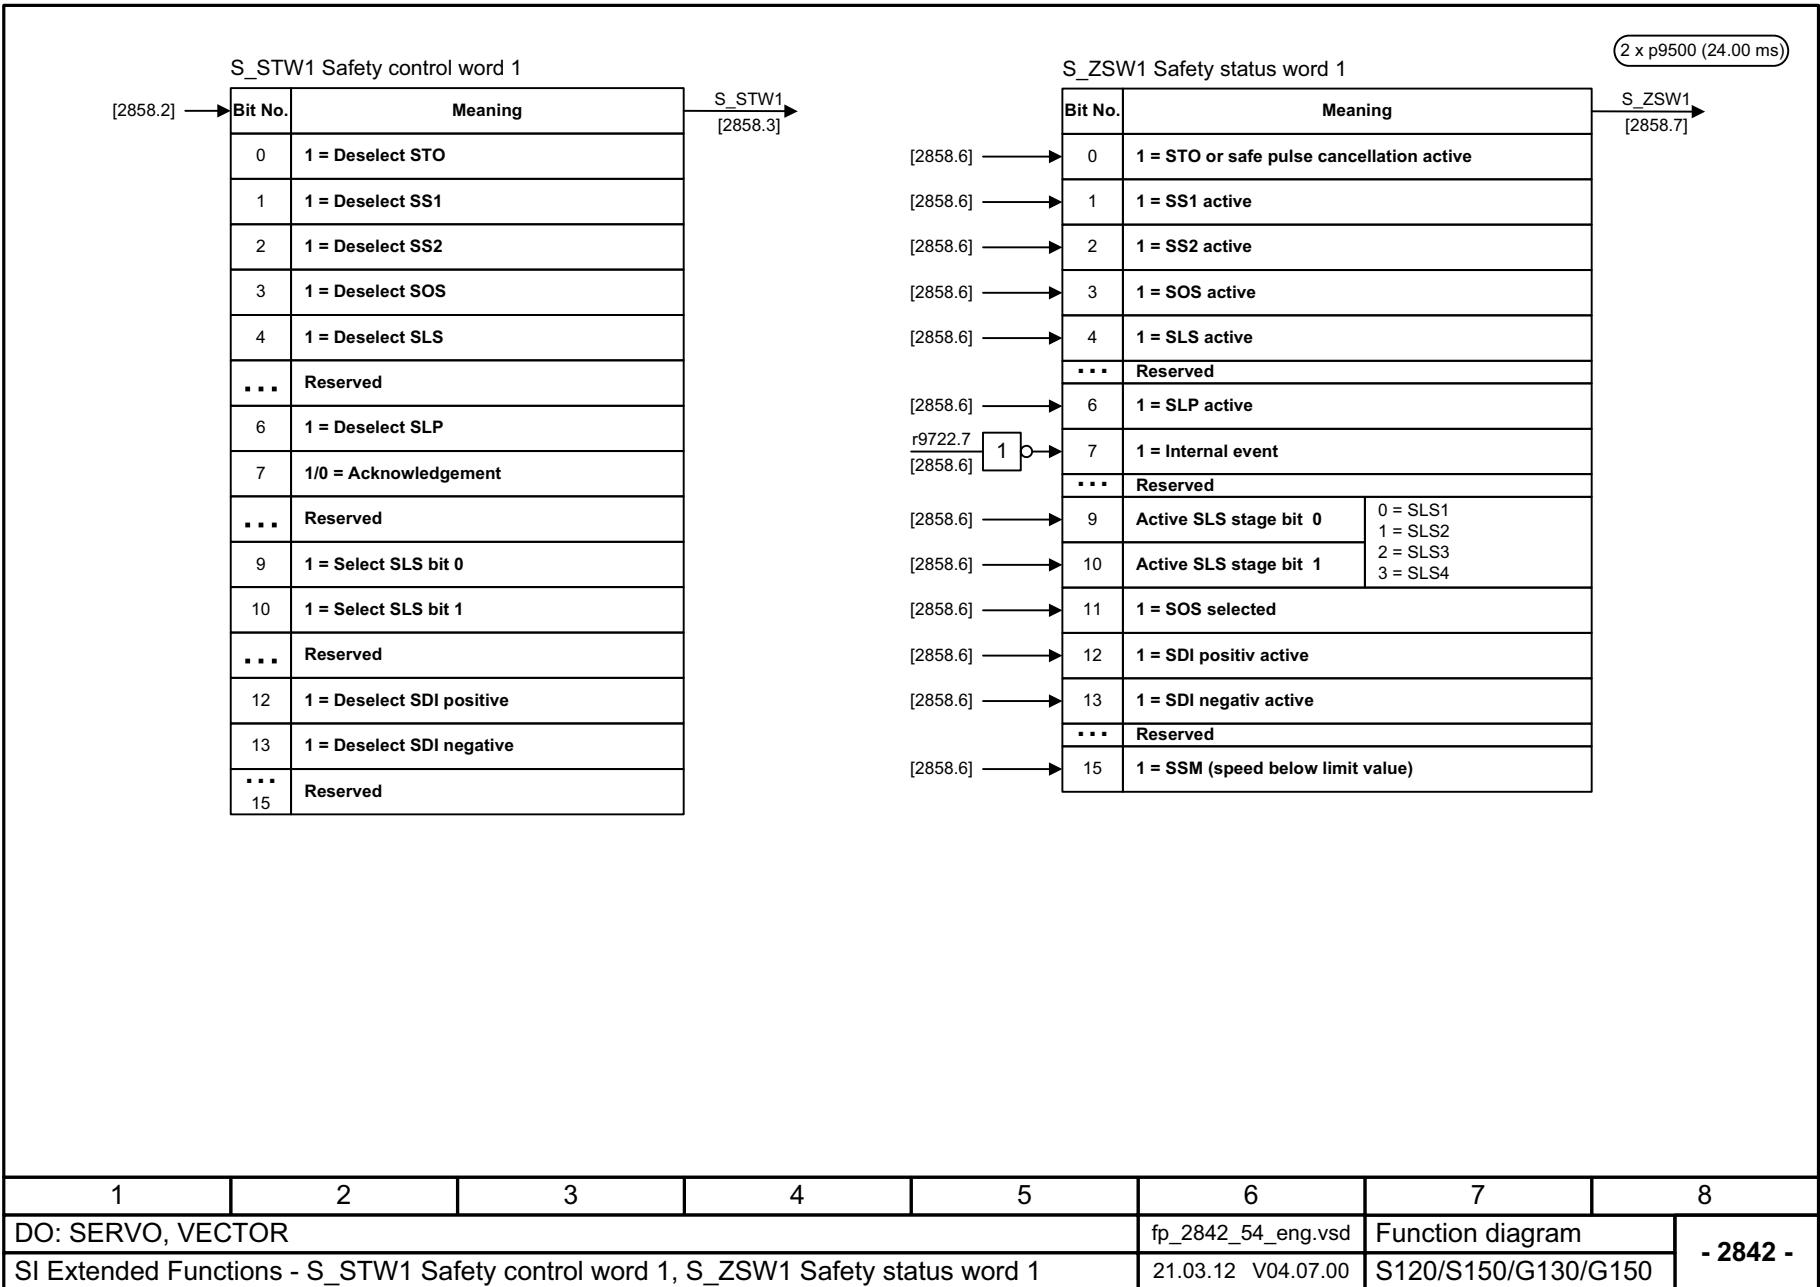 2 x p9500 (24.00 ms)
S_STW1 Safety control word 1
[2858.2]
Bit No. Meaning
S_STW1
[2858.3]
0 1 = Deselect STO
1 1 = Deselect SS1
2 1 = Deselect SS2
3 1 = Deselect SOS
4 1 = Deselect SLS
... Reserved
6 1 = Deselect SLP
7 1/0 = Acknowledgement
... Reserved
9 1 = Select SLS bit 0
10 1 = Select SLS bit 1
... Reserved
12 1 = Deselect SDI positive
13 1 = Deselect SDI negative
...
15 Reserved
S_ZSW1 Safety status word 1
Bit No. Meaning
S_ZSW1
[2858.7]
[2858.6] 0 1 = STO or safe pulse cancellation active
[2858.6] 1 1 = SS1 active
[2858.6] 2 1 = SS2 active
[2858.6] 3 1 = SOS active
[2858.6] 4 1 = SLS active
... Reserved
[2858.6] 6 1 = SLP active
r9722.7
[2858.6] 1 7 1 = Internal event
... Reserved
[2858.6] 9 Active SLS stage bit 0
[2858.6] 10 Active SLS stage bit 1
0 = SLS1
1 = SLS2
2 = SLS3
3 = SLS4
[2858.6] 11 1 = SOS selected
[2858.6] 12 1 = SDI positiv active
[2858.6] 13 1 = SDI negativ active
... Reserved
[2858.6] 15 1 = SSM (speed below limit value)
1 2 3 4 5 6 7 8
DO: SERVO, VECTOR fp_2842_54_eng.vsd Function diagram
- 2842 -
SI Extended Functions - S_STW1 Safety control word 1, S_ZSW1 Safety status word 1 21.03.12 V04.07.00 S120/S150/G130/G150